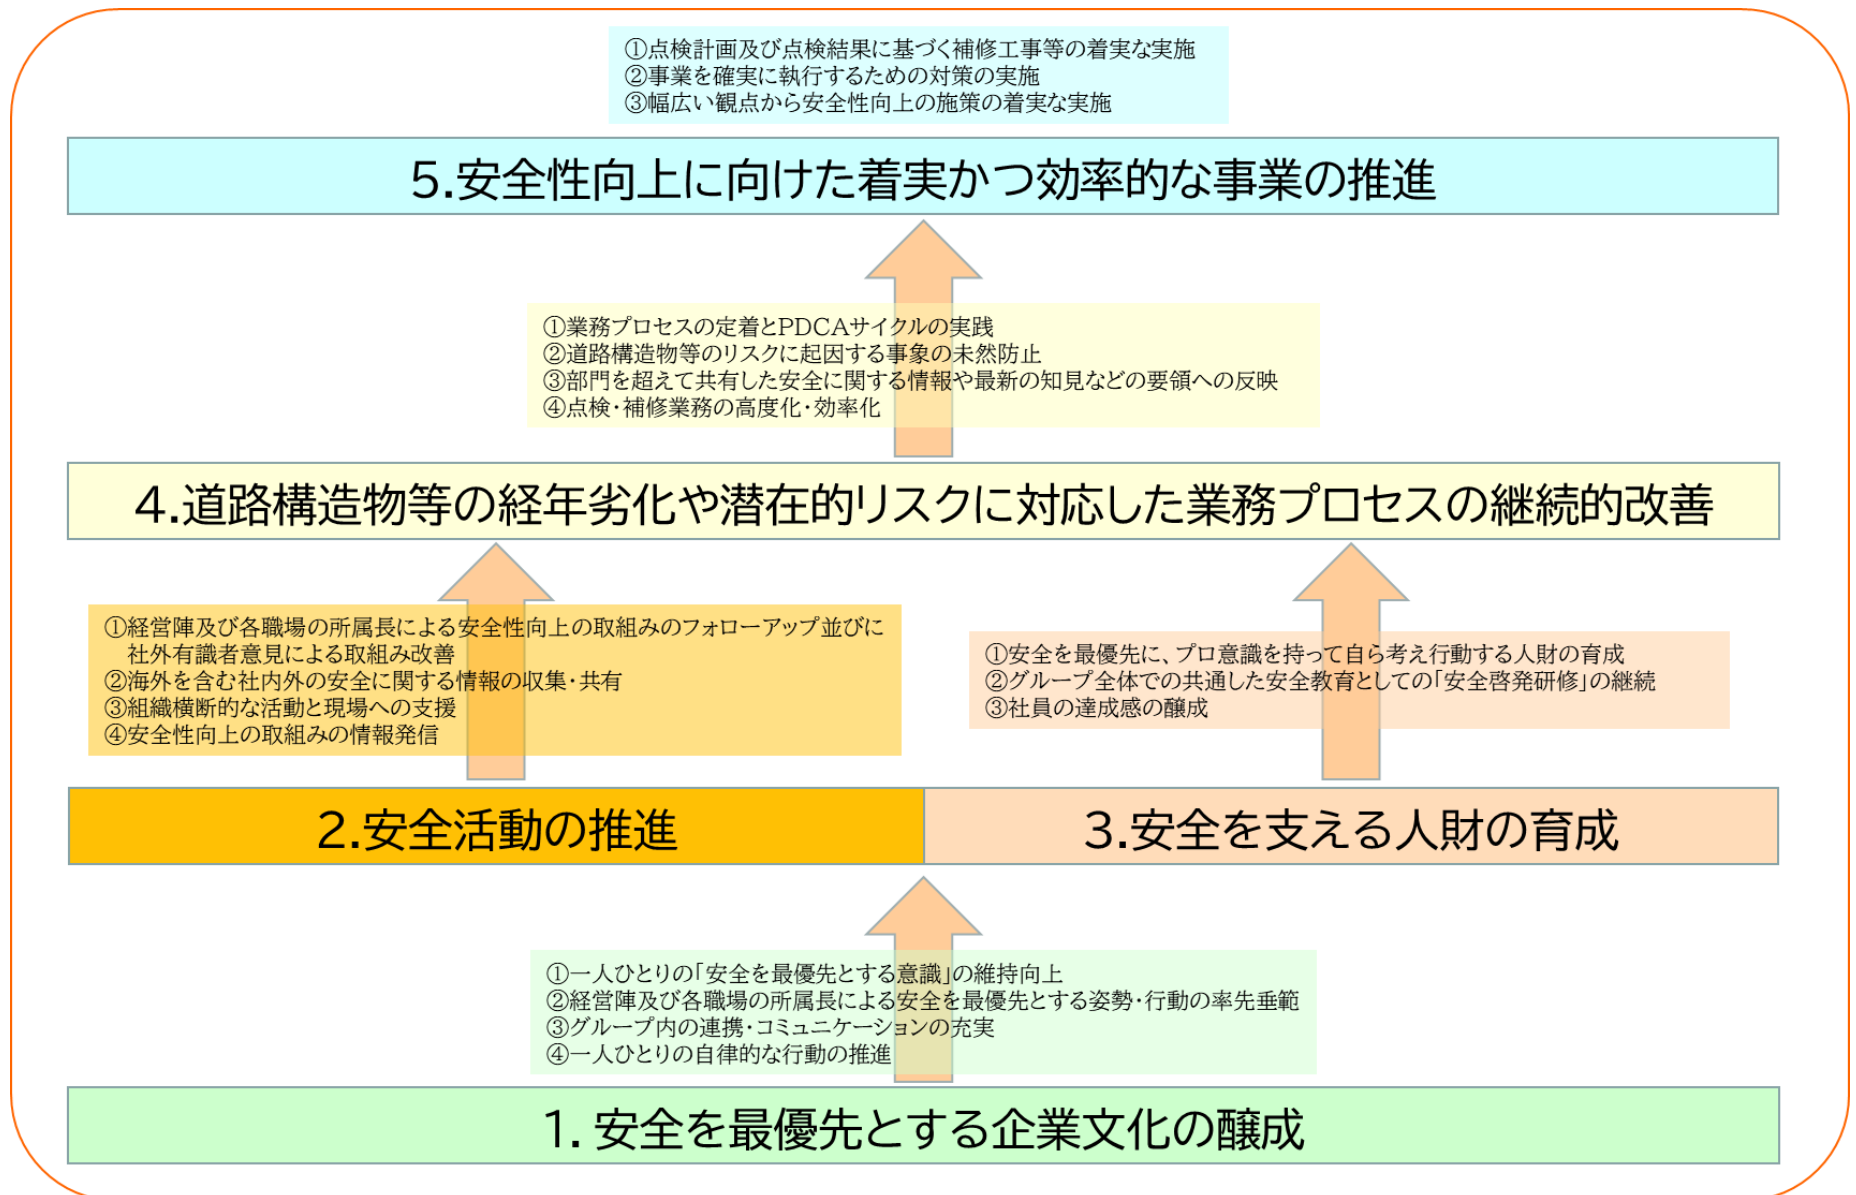 ①点検計画及び点検結果に基づく補修工事等の着実な実施
②事業を確実に執行するための対策の実施
③幅広い観点から安全性向上の施策の着実な実施
5.安全性向上に向けた着実かつ効率的な事業の推進
①業務プロセスの定着とPDCAサイクルの実践
②道路構造物等のリスクに起因する事象の未然防止
③部門を超えて共有した安全に関する情報や最新の知見などの要領への反映
④点検・補修業務の高度化・効率化
4.道路構造物等の経年劣化や潜在的リスクに対応した業務プロセスの継続的改善
①経営陣及び各職場の所属長による安全性向上の取組みのフォローアップ並びに
社外有識者意見による取組み改善
②海外を含む社内外の安全に関する情報の収集・共有
③組織横断的な活動と現場への支援
④安全性向上の取組みの情報発信
①安全を最優先に、プロ意識を持って自ら考え行動する人財の育成
②グループ全体での共通した安全教育としての「安全啓発研修」の継続
③社員の達成感の醸成
2.安全活動の推進
3.安全を支える人財の育成
①一人ひとりの「安全を最優先とする意識」の維持向上
②経営陣及び各職場の所属長による安全を最優先とする姿勢・行動の率先垂範
③グループ内の連携・コミュニケーションの充実
④一人ひとりの自律的な行動の推進
1. 安全を最優先とする企業文化の醸成